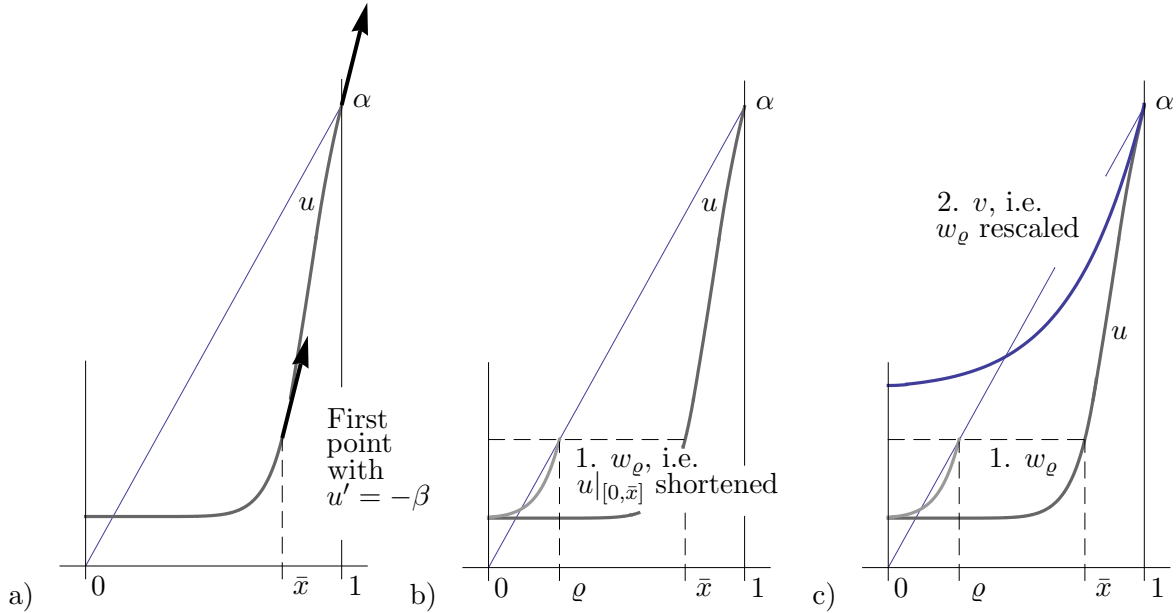 α
u
First
point
with
u′ = −β
0
x̄
1
a)
α
u
1. w_ϱ, i.e.
u|_[0,x̄] shortened
0
ϱ
x̄
1
b)
α
2. v, i.e.
w_ϱ rescaled
u
1. w_ϱ
0
ϱ
x̄
1
c)